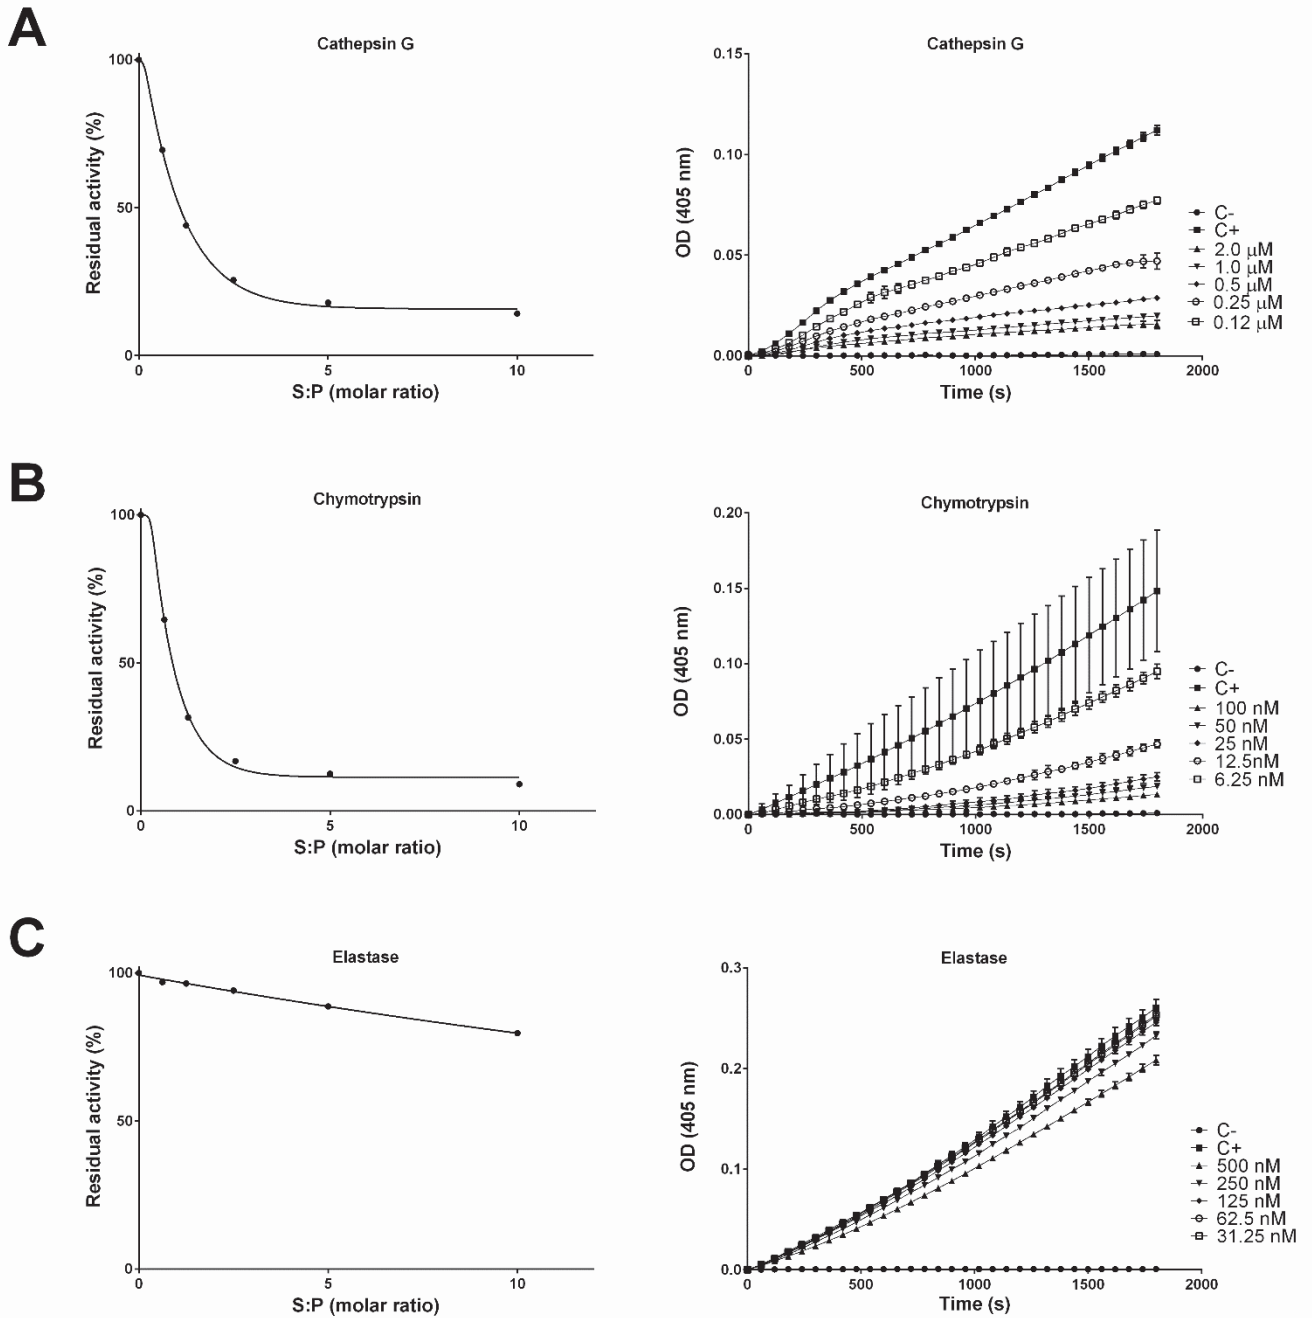 A
Cathepsin G
Residual activity (%)
100
50
0
0 5 10
S:P (molar ratio)
Cathepsin G
OD (405 nm)
0.15
0.10
0.05
0.00
0 500 1000 1500 2000
Time (s)
C-
C+
2.0 µM
1.0 µM
0.5 µM
0.25 µM
0.12 µM
B
Chymotrypsin
Residual activity (%)
100
50
0
0 5 10
S:P (molar ratio)
Chymotrypsin
OD (405 nm)
0.20
0.15
0.10
0.05
0.00
0 500 1000 1500 2000
Time (s)
C-
C+
100 nM
50 nM
25 nM
12.5nM
6.25 nM
C
Elastase
Residual activity (%)
100
50
0
0 5 10
S:P (molar ratio)
Elastase
OD (405 nm)
0.3
0.2
0.1
0.0
0 500 1000 1500 2000
Time (s)
C-
C+
500 nM
250 nM
125 nM
62.5 nM
31.25 nM